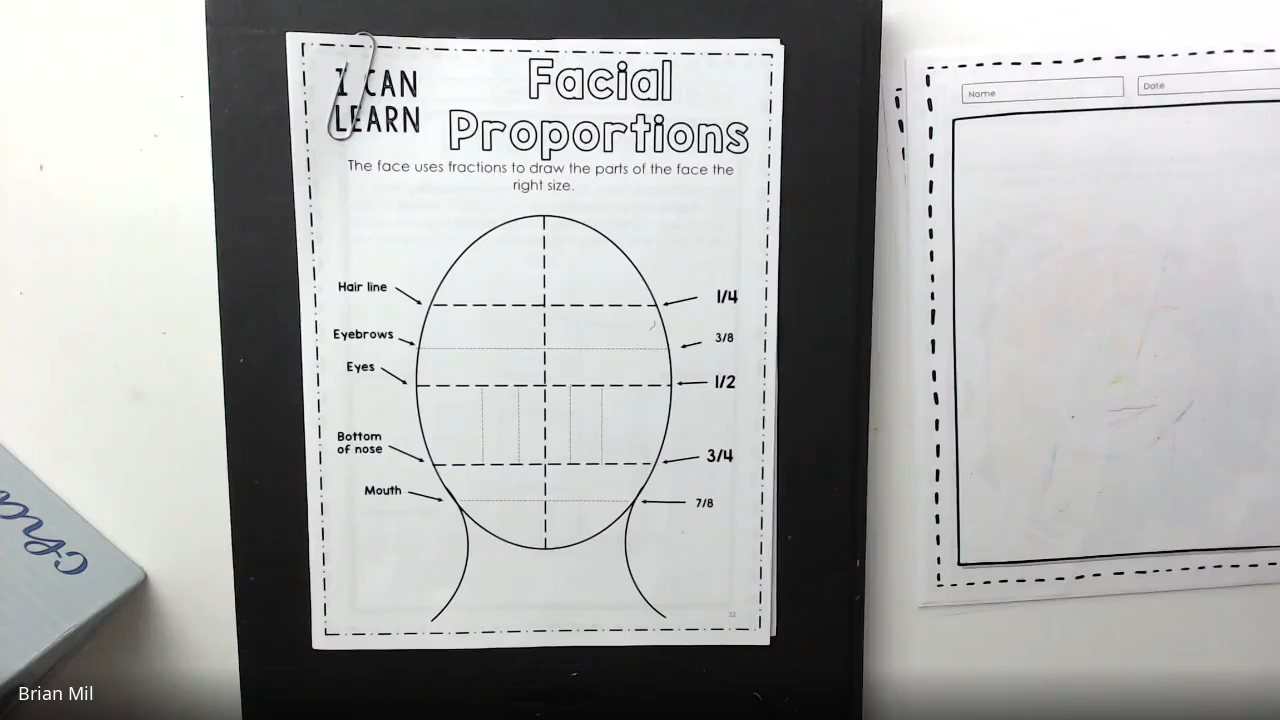 I CAN
LEARN
Facial
Proportions
The face uses fractions to draw the parts of the face the
right size.
Hair line
1/4
Eyebrows
3/8
Eyes
1/2
Bottom
of nose
3/4
Mouth
7/8
32
Name
Date
Brian Mil